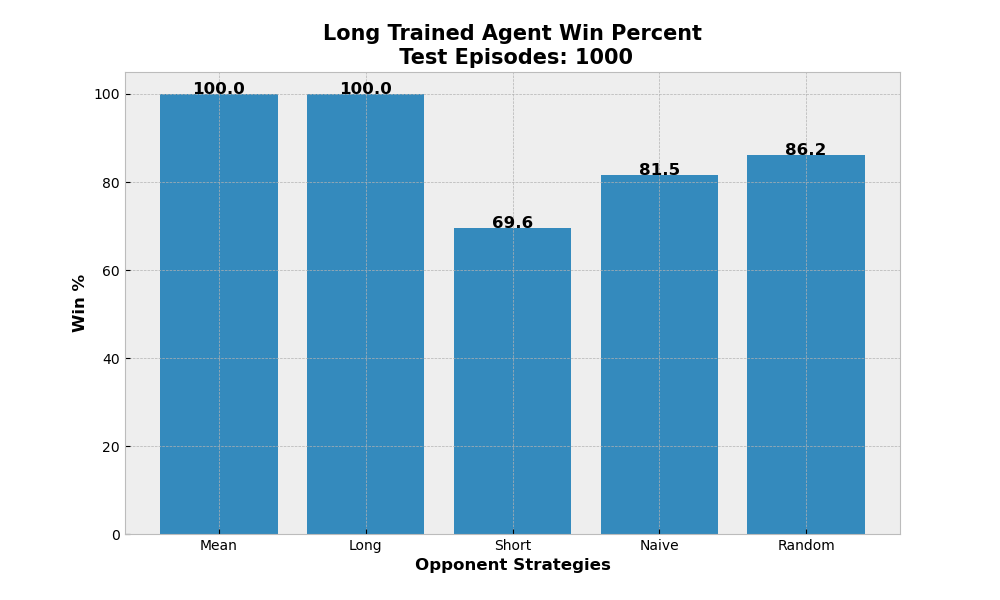 Long Trained Agent Win Percent
Test Episodes: 1000
100.0
100.0
69.6
81.5
86.2
100
80
60
40
20
0
Win %
Mean
Long
Short
Naive
Random
Opponent Strategies